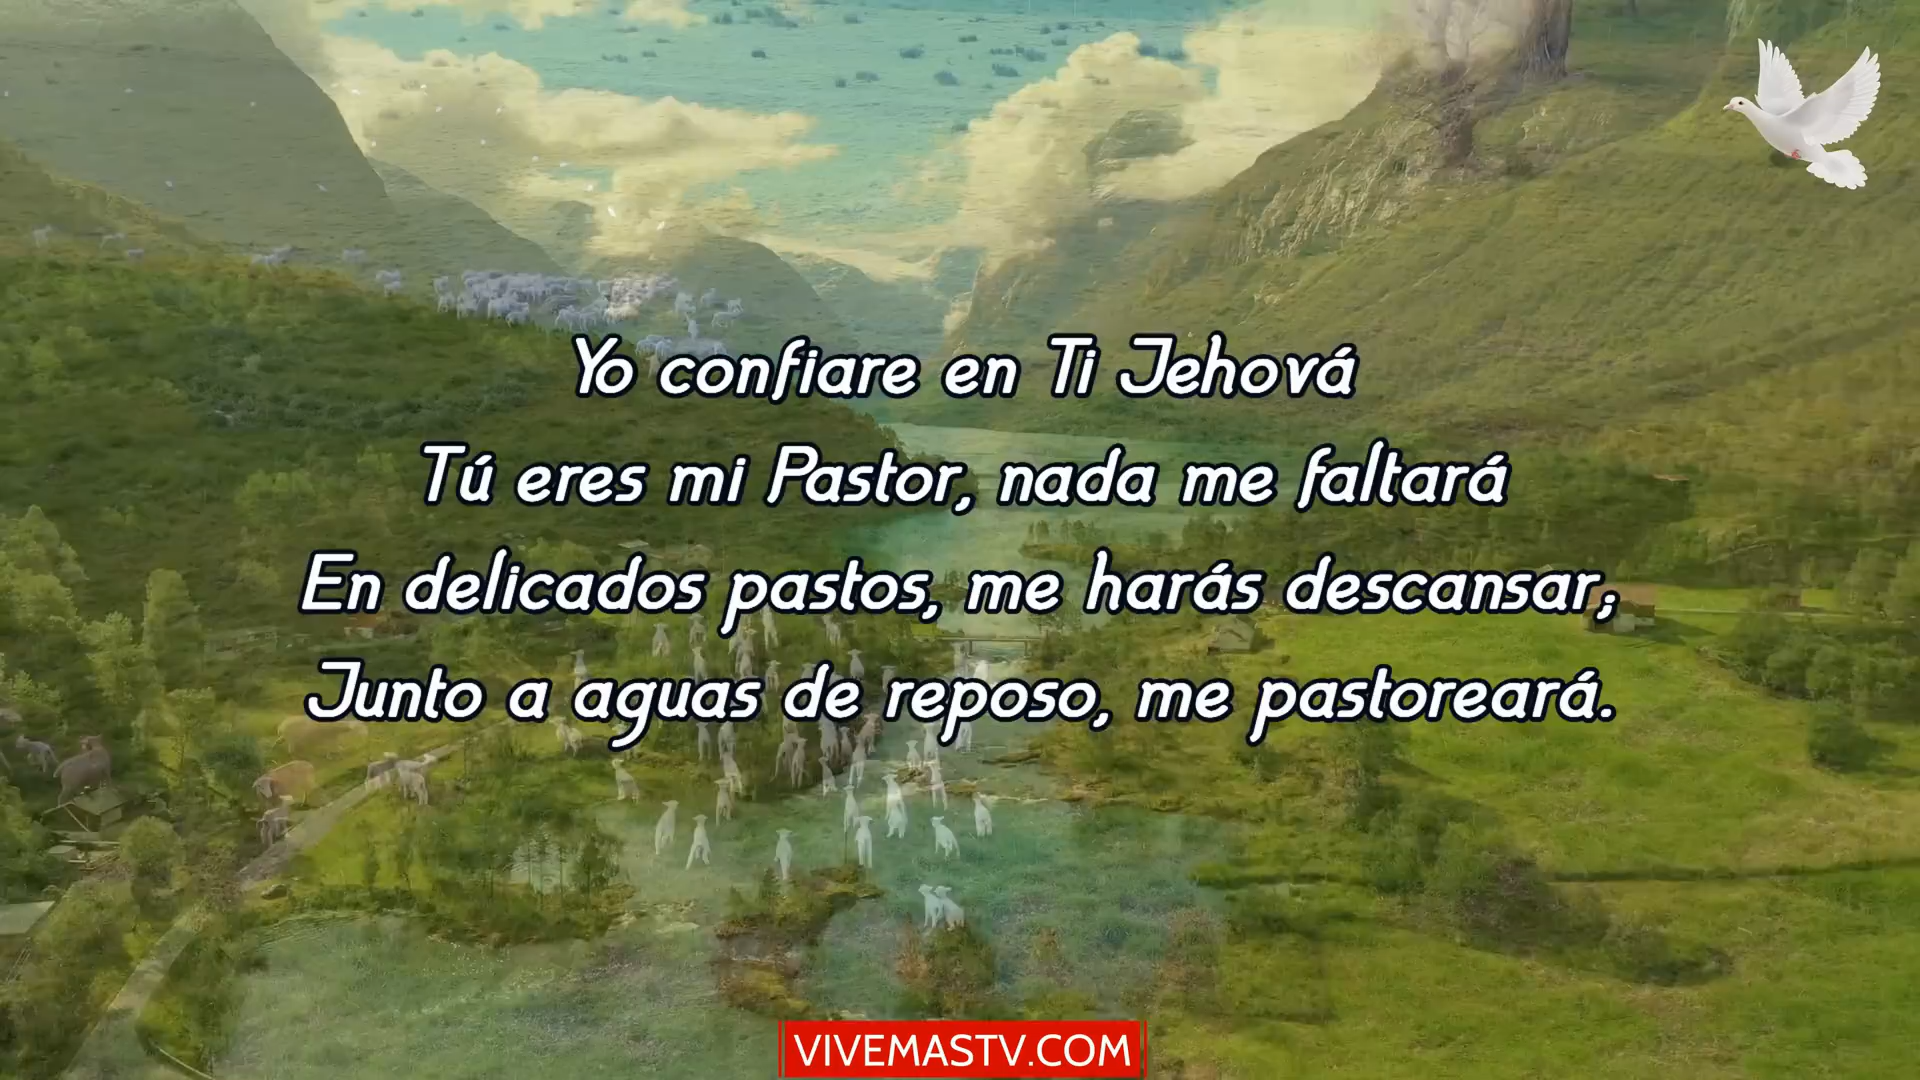 Yo confiare en Ti Jehová
Tú eres mi Pastor, nada me faltará
En delicados pastos, me harás descansar;
Junto a aguas de reposo, me pastoreará.
VIVEMASTV.COM